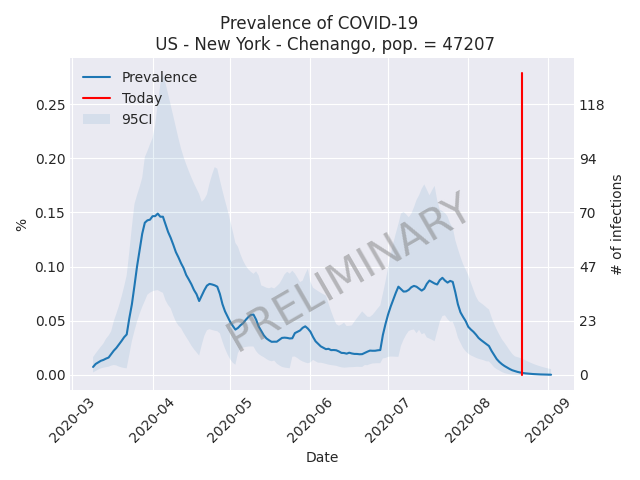 Prevalence of COVID-19
US - New York - Chenango, pop. = 47207
Prevalence
Today
95CI
PRELIMINARY
%
0.25
0.20
0.15
0.10
0.05
0.00
118
94
70
47
23
0
# of infections
2020-03
2020-04
2020-05
2020-06
2020-07
2020-08
2020-09
Date